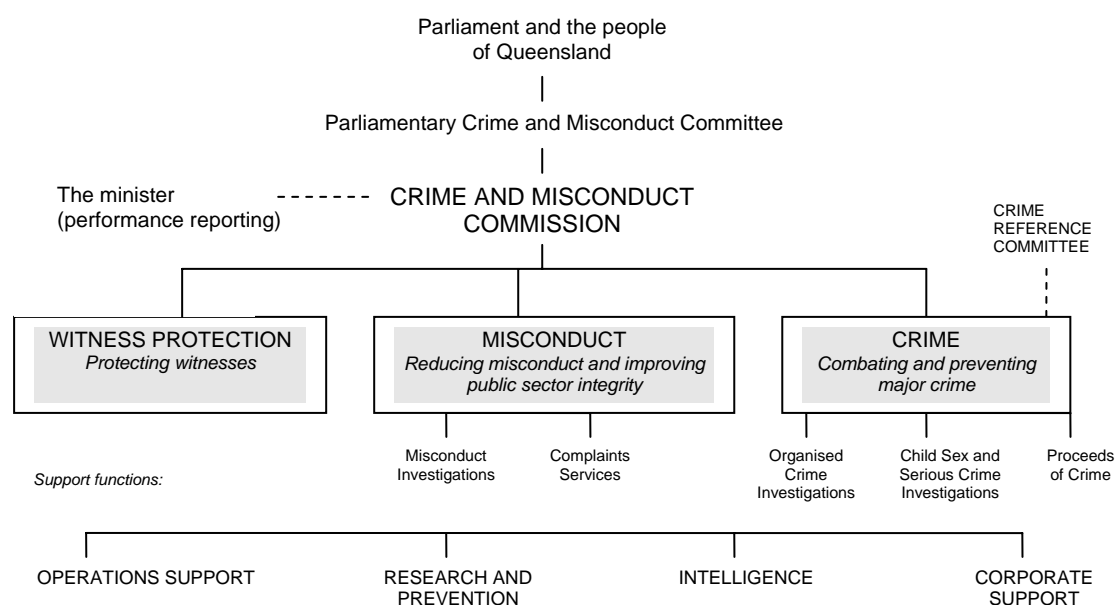 Parliament and the people
of Queensland
Parliamentary Crime and Misconduct Committee
The minister
(performance reporting)
CRIME AND MISCONDUCT
COMMISSION
CRIME
REFERENCE
COMMITTEE
WITNESS PROTECTION
Protecting witnesses
MISCONDUCT
Reducing misconduct and improving
public sector integrity
CRIME
Combating and preventing
major crime
Misconduct
Investigations
Complaints
Services
Organised
Crime
Investigations
Child Sex and
Serious Crime
Investigations
Proceeds
of Crime
Support functions:
OPERATIONS SUPPORT
RESEARCH AND
PREVENTION
INTELLIGENCE
CORPORATE
SUPPORT